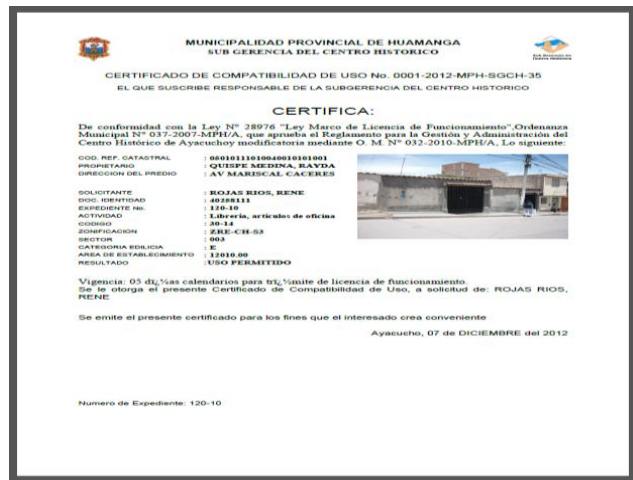 MUNICIPALIDAD PROVINCIAL DE HUAMANGA
SUB GERENCIA DEL CENTRO HISTORICO
CERTIFICADO DE COMPATIBILIDAD DE USO No. 0001-2012-MPH-SGCH-35
EL QUE SUSCRIBE RESPONSABLE DE LA SUBGERENCIA DEL CENTRO HISTORICO
CERTIFICA:
De conformidad con la Ley Nº 28976 "Ley Marco de Licencia de Funcionamiento",Ordenanza
Municipal Nº 037-2007-MPH/A, que aprueba el Reglamento para la Gestión y Administración del
Centro Histórico de Ayacuchoy modificatoria mediante O. M. Nº 032-2010-MPH/A, Lo siguiente:
COD. REF. CATASTRAL : 05010111010040010101001
PROPIETARIO : QUISPE MEDINA, RAYDA
DIRECCION DEL PREDIO : AV MARISCAL CACERES
SOLICITANTE : ROJAS RIOS, RENE
DOC. IDENTIDAD : 40288111
EXPEDIENTE No. : 120-10
ACTIVIDAD : Libreria, artículos de oficina
CODIGO : 30-14
ZONIFICACION : ZRE-CH-S3
SECTOR : 003
CATEGORIA EDILICIA : E
AREA DE ESTABLECIMIENTO : 12010.00
RESULTADO :USO PERMITIDO
Vigencia: 05 dï¿½as calendarios para trï¿½mite de licencia de funcionamiento.
Se le otorga el presente Certificado de Compatibilidad de Uso, a solicitud de: ROJAS RIOS,
RENE
Se emite el presente certificado para los fines que el interesado crea conveniente
Ayacucho, 07 de DICIEMBRE del 2012
Numero de Expediente: 120-10